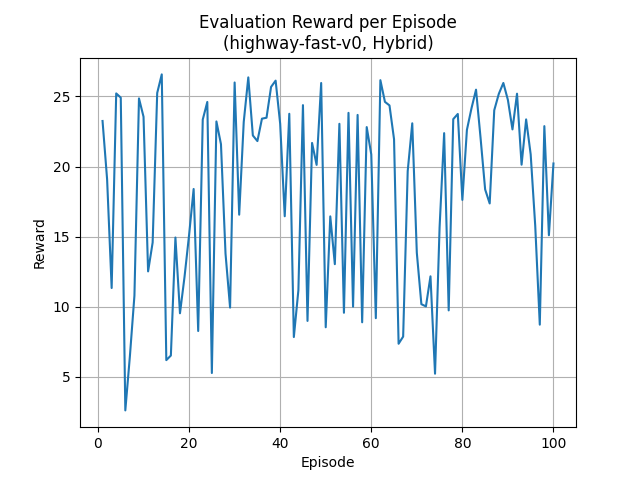 Evaluation Reward per Episode
(highway-fast-v0, Hybrid)
25
20
15
10
5
Reward
0 20 40 60 80 100
Episode